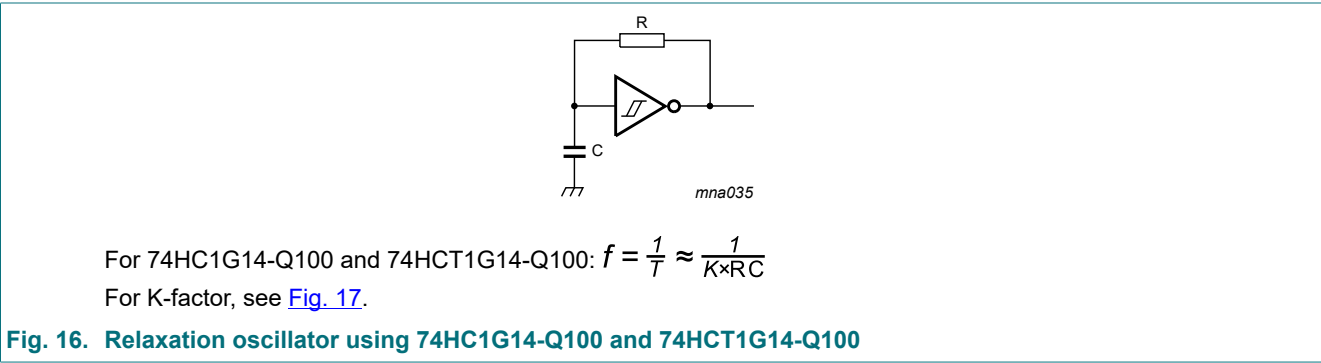 R
C
mna035
For 74HC1G14-Q100 and 74HCT1G14-Q100: f = 1/T ≈ 1/K×RC
For K-factor, see Fig. 17.
Fig. 16. Relaxation oscillator using 74HC1G14-Q100 and 74HCT1G14-Q100